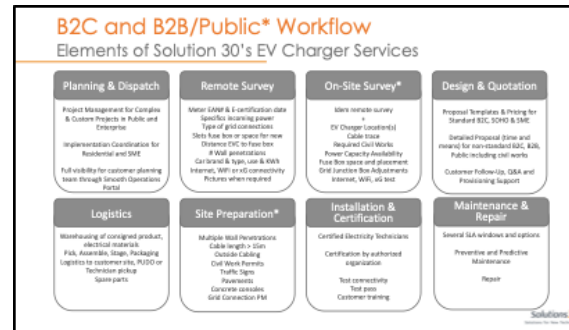 B2C and B2B/Public* Workflow
Elements of Solution 30's EV Charger Services
Planning & Dispatch
Project Management for Complex
& Custom Projects in Public and
Enterprise
Implementation Coordination for
Residential and SME
Full visibility for customer planning
team through Smooth Operations
Portal
Remote Survey
Meter EAN# & E-certification date
Specifics incoming power
Type of grid connections
Slots fuse box or space for new
Distance EVC to Fuse box
# Wall penetrations
Car brand & type, use & KWh
Internet, WiFi or xG connectivity
Pictures when required
On-Site Survey*
Idem remote survey
+
EV Charger Location(s)
Cable trace
Required Civil Works
Power Capacity Availability
Fuse Box space and placement
Grid Junction Box Adjustments
Internet, WiFi, xG test
Design & Quotation
Proposal Templates & Pricing for
Standard B2C, SOHO & SME
Detailed Proposal (time and
means) for non-standard B2C, B2B,
Public including civil works
Customer Follow-Up, Q&A and
Provisioning Support
Logistics
Warehousing of consigned product,
electrical materials
Pick, Assemble, Stage, Packaging
Logistics to customer site, PUDO or
Technician pickup
Spare parts
Site Preparation*
Multiple Wall Penetrations
Cable length > 15m
Outside Cabling
Civil Work Permits
Traffic Signs
Pavements
Concrete consoles
Grid Connection PM
Installation &
Certification
Certified Electricity Technicians
Certification by authorized
organization
Test connectivity
Test pass
Customer training
Maintenance &
Repair
Several SLA windows and options
Preventive and Predictive
Maintenance
Repair
Solutions
Solutions for New Tech